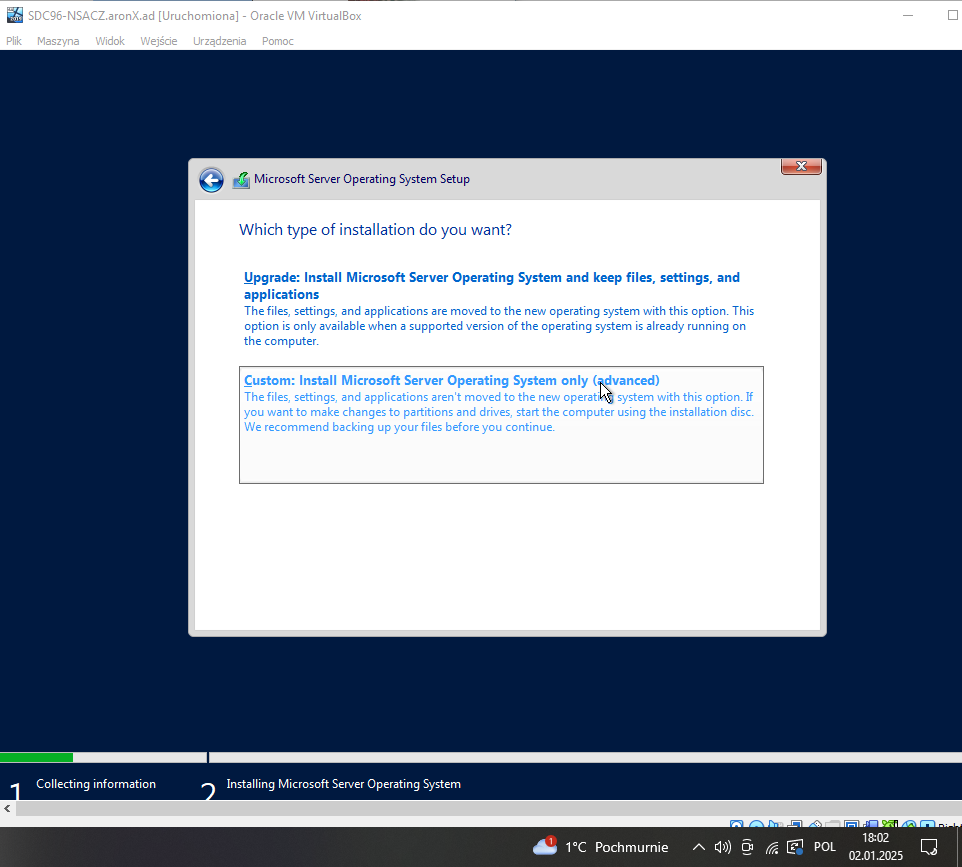 SDC96-NSACZ.aronX.ad [Uruchomiona] - Oracle VM VirtualBox
Plik Maszyna Widok Wejście Urządzenia Pomoc
Microsoft Server Operating System Setup
Which type of installation do you want?
Upgrade: Install Microsoft Server Operating System and keep files, settings, and
applications
The files, settings, and applications are moved to the new operating system with this option. This
option is only available when a supported version of the operating system is already running on
the computer.
Custom: Install Microsoft Server Operating System only (advanced)
The files, settings, and applications aren't moved to the new operating system with this option. If
you want to make changes to partitions and drives, start the computer using the installation disc.
We recommend backing up your files before you continue.
1 Collecting information 2 Installing Microsoft Server Operating System
1 1°C Pochmurnie POL 18:02
02.01.2025